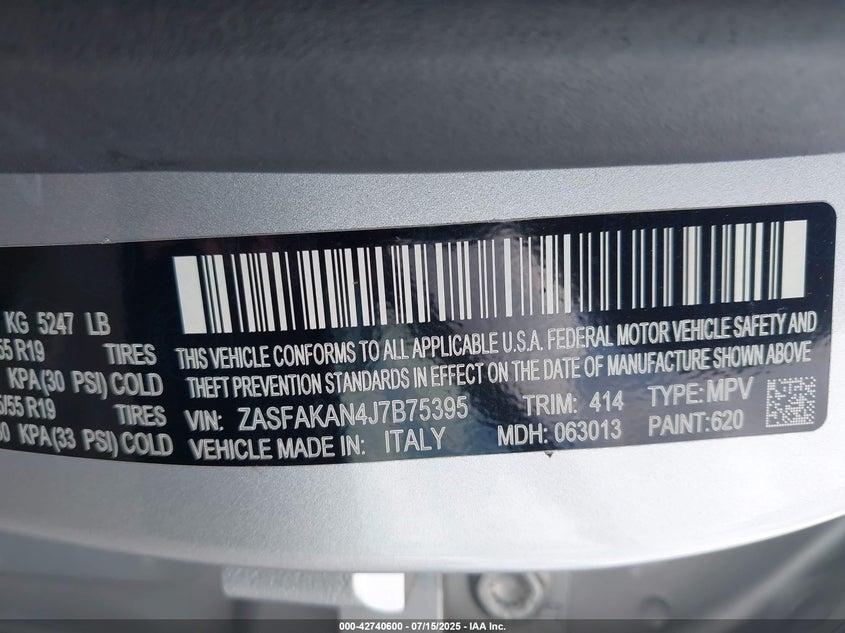 KG 5247 LB
55 R19 TIRES
KPA(30 PSI) COLD
/55 R19 TIRES
KPA(33 PSI) COLD
THIS VEHICLE CONFORMS TO ALL APPLICABLE U.S.A. FEDERAL MOTOR VEHICLE SAFETY AND
THEFT PREVENTION STANDARDS IN EFFECT ON THE DATE OF MANUFACTURE SHOWN ABOVE
VIN: ZASFAKAN4J7B75395 TRIM: 414 TYPE: MPV
VEHICLE MADE IN: ITALY MDH: 063013 PAINT: 620
000-42740600 - 07/15/2025 - IAA Inc.